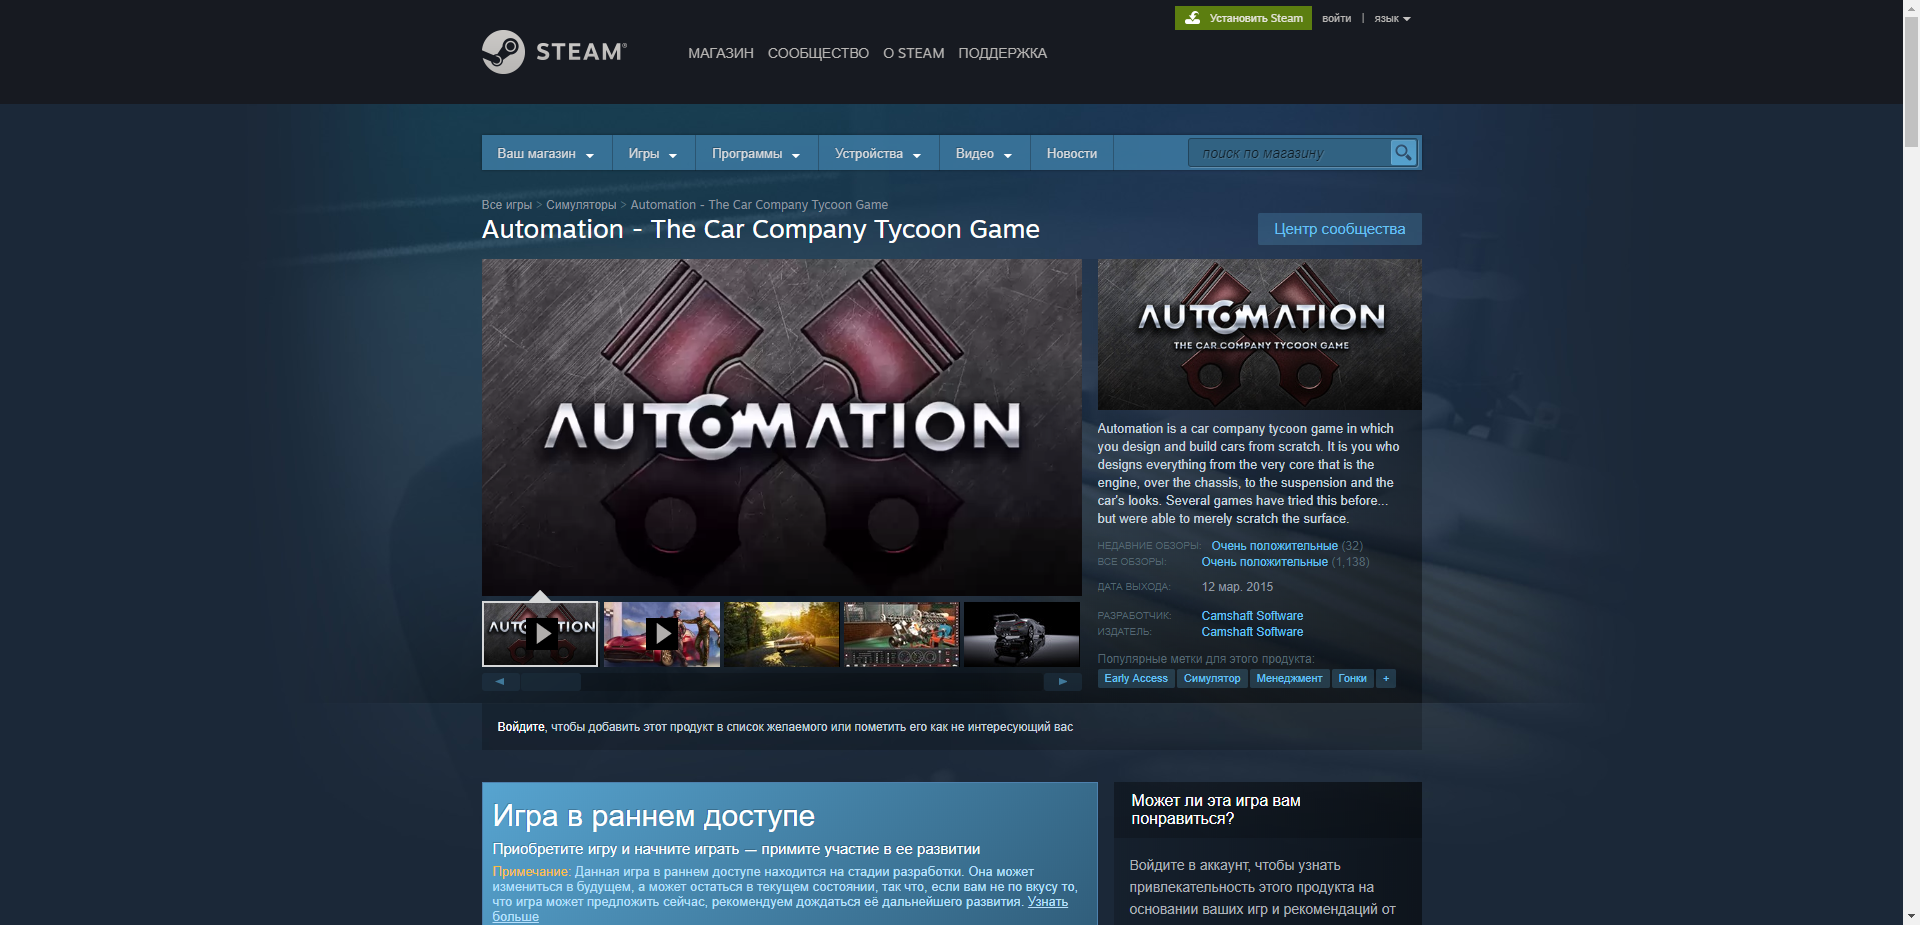 Установить Steam войти | язык
STEAM®
МАГАЗИН СООБЩЕСТВО О STEAM ПОДДЕРЖКА
Ваш магазин Игры Программы Устройства Видео Новости поиск по магазину
Все игры > Симуляторы > Automation - The Car Company Tycoon Game
Automation - The Car Company Tycoon Game
Центр сообщества
AUTOMATION
AUTOMATION
THE CAR COMPANY TYCOON GAME
Automation is a car company tycoon game in which
you design and build cars from scratch. It is you who
designs everything from the very core that is the
engine, over the chassis, to the suspension and the
car's looks. Several games have tried this before...
but were able to merely scratch the surface.
НЕДАВНИЕ ОБЗОРЫ: Очень положительные (32)
ВСЕ ОБЗОРЫ: Очень положительные (1,138)
ДАТА ВЫХОДА: 12 мар. 2015
РАЗРАБОТЧИК: Camshaft Software
ИЗДАТЕЛЬ: Camshaft Software
Популярные метки для этого продукта:
Early Access Симулятор Менеджмент Гонки +
Войдите, чтобы добавить этот продукт в список желаемого или пометить его как не интересующий вас
Игра в раннем доступе
Приобретите игру и начните играть — примите участие в ее развитии
Примечание: Данная игра в раннем доступе находится на стадии разработки. Она может
измениться в будущем, а может остаться в текущем состоянии, так что, если вам не по вкусу то,
что игра может предложить сейчас, рекомендуем дождаться её дальнейшего развития. Узнать
больше
Может ли эта игра вам
понравиться?
Войдите в аккаунт, чтобы узнать
привлекательность этого продукта на
основании ваших игр и рекомендаций от